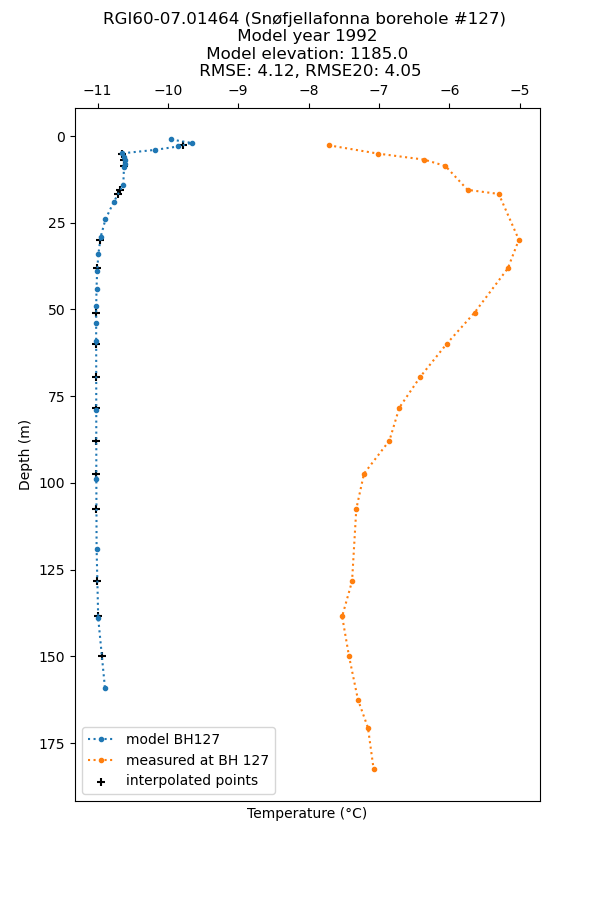 RGI60-07.01464 (Snøfjellafonna borehole #127)
Model year 1992
Model elevation: 1185.0
RMSE: 4.12, RMSE20: 4.05
−11 −10 −9 −8 −7 −6 −5
0
25
50
75
100
125
150
175
Depth (m)
model BH127
measured at BH 127
interpolated points
Temperature (°C)